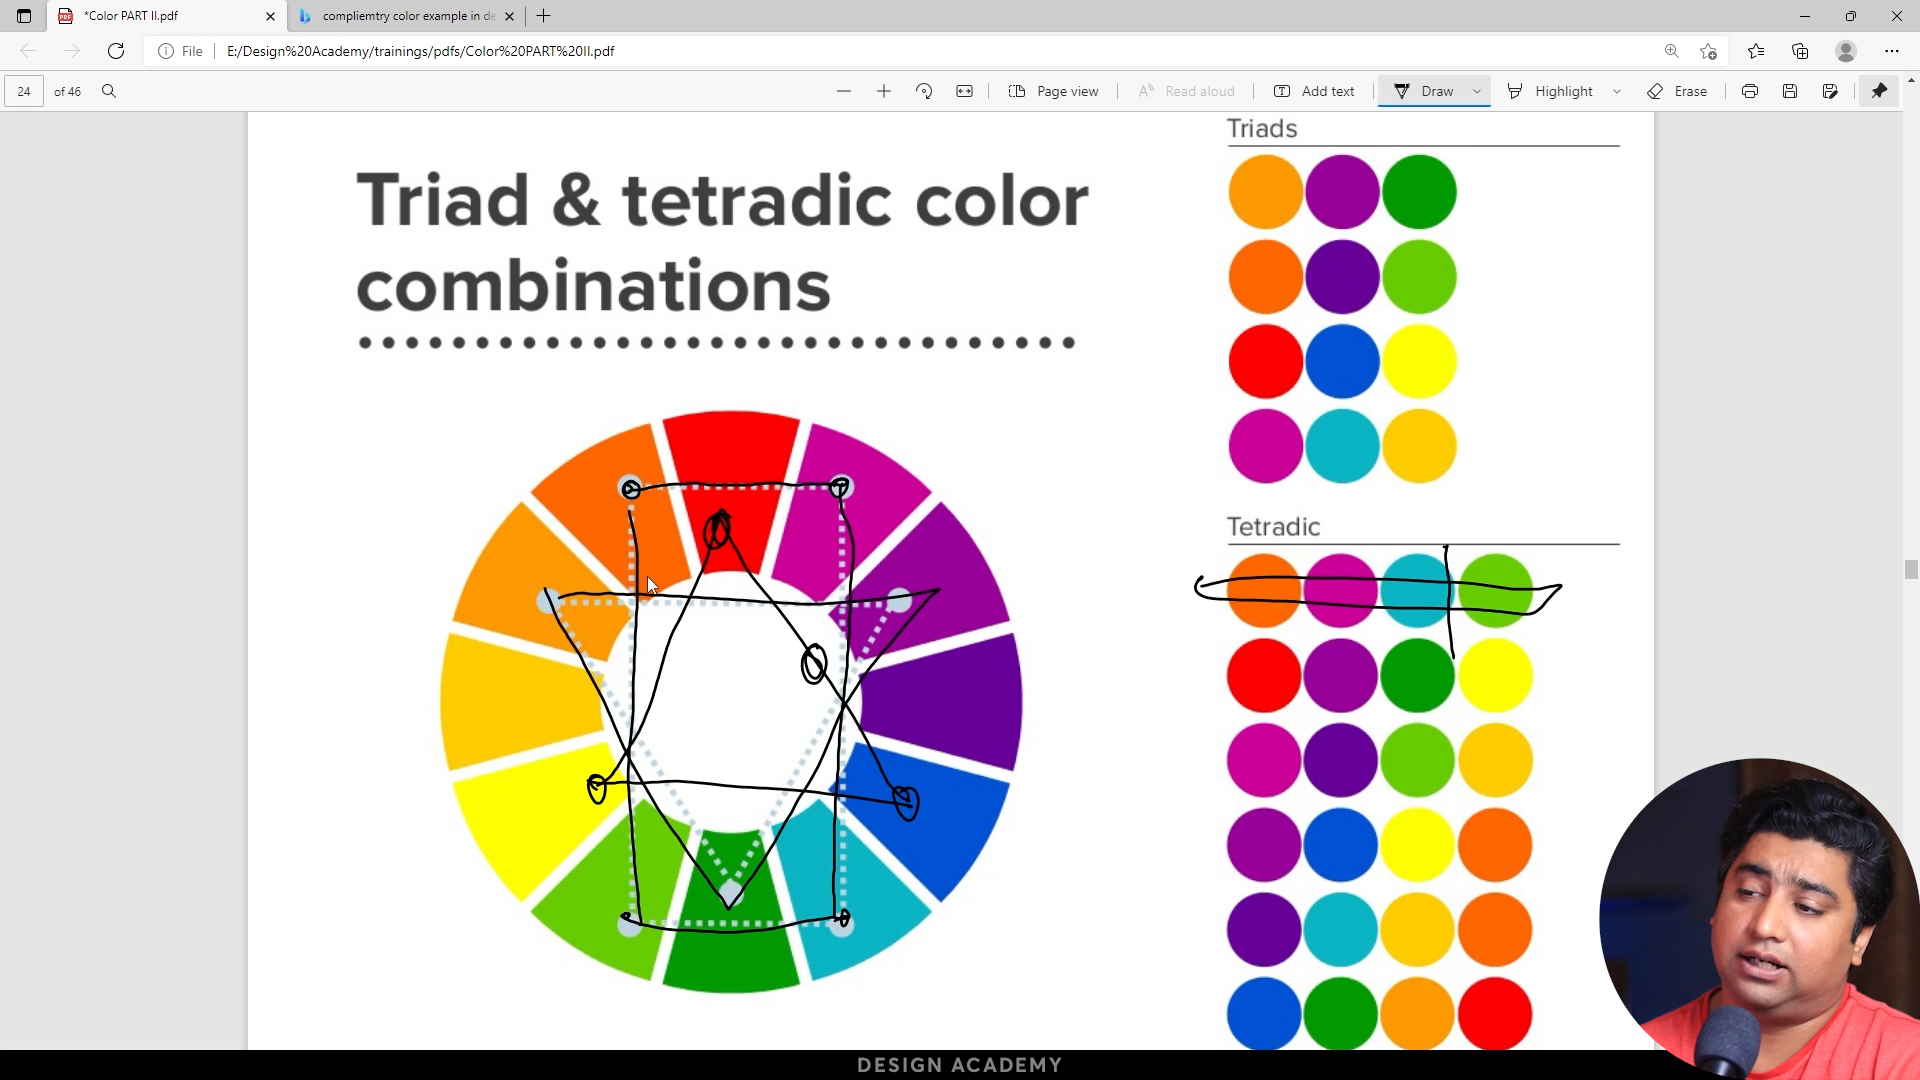 *Color PART II.pdf
compliemtry color example in de
File
E:/Design%20Academy/trainings/pdfs/Color%20PART%20II.pdf
24 of 46
Page view
Read aloud
Add text
Draw
Highlight
Erase
Triad & tetradic color
combinations
Triads
Tetradic
DESIGN ACADEMY